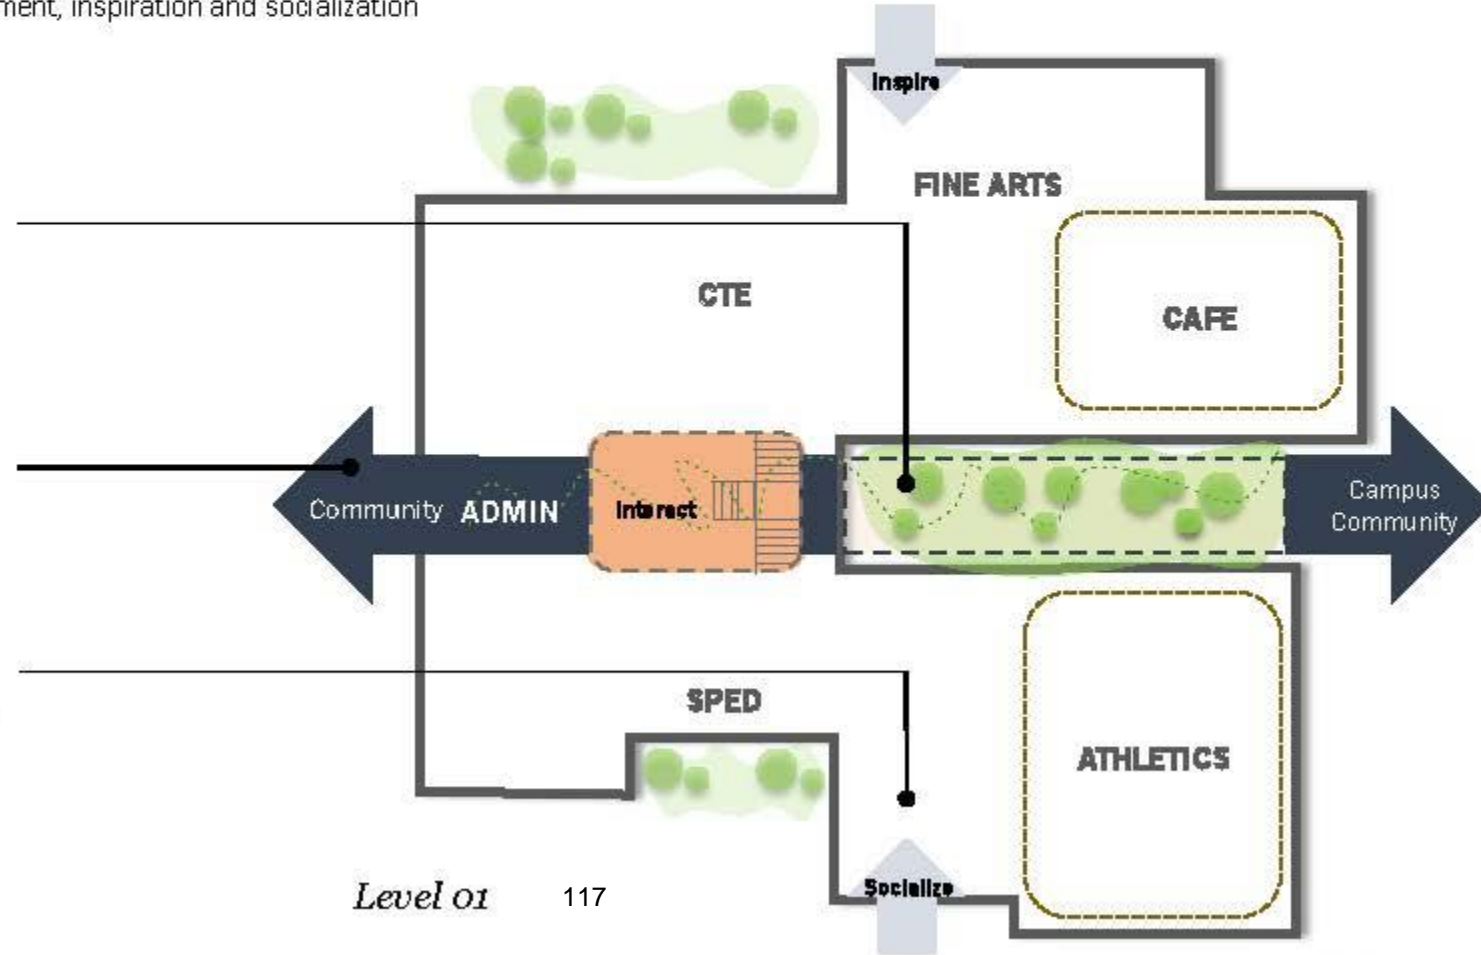 inspiration and socialization
Inspire
FINE ARTS
CTE
CAFE
Community
ADMIN
Interact
Campus
Community
SPED
ATHLETICS
Socialize
Level 01
117